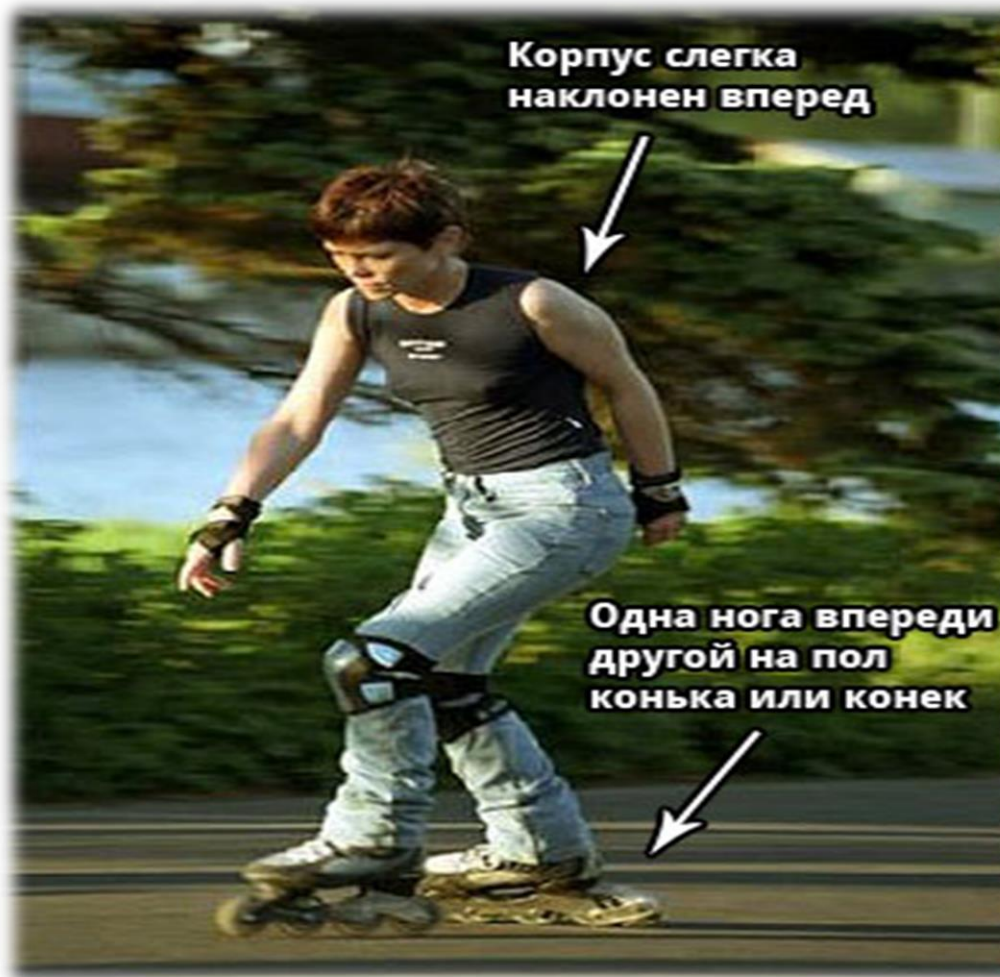 Корпус слегка
наклонен вперед
Одна нога впереди
другой на пол
конька или конек